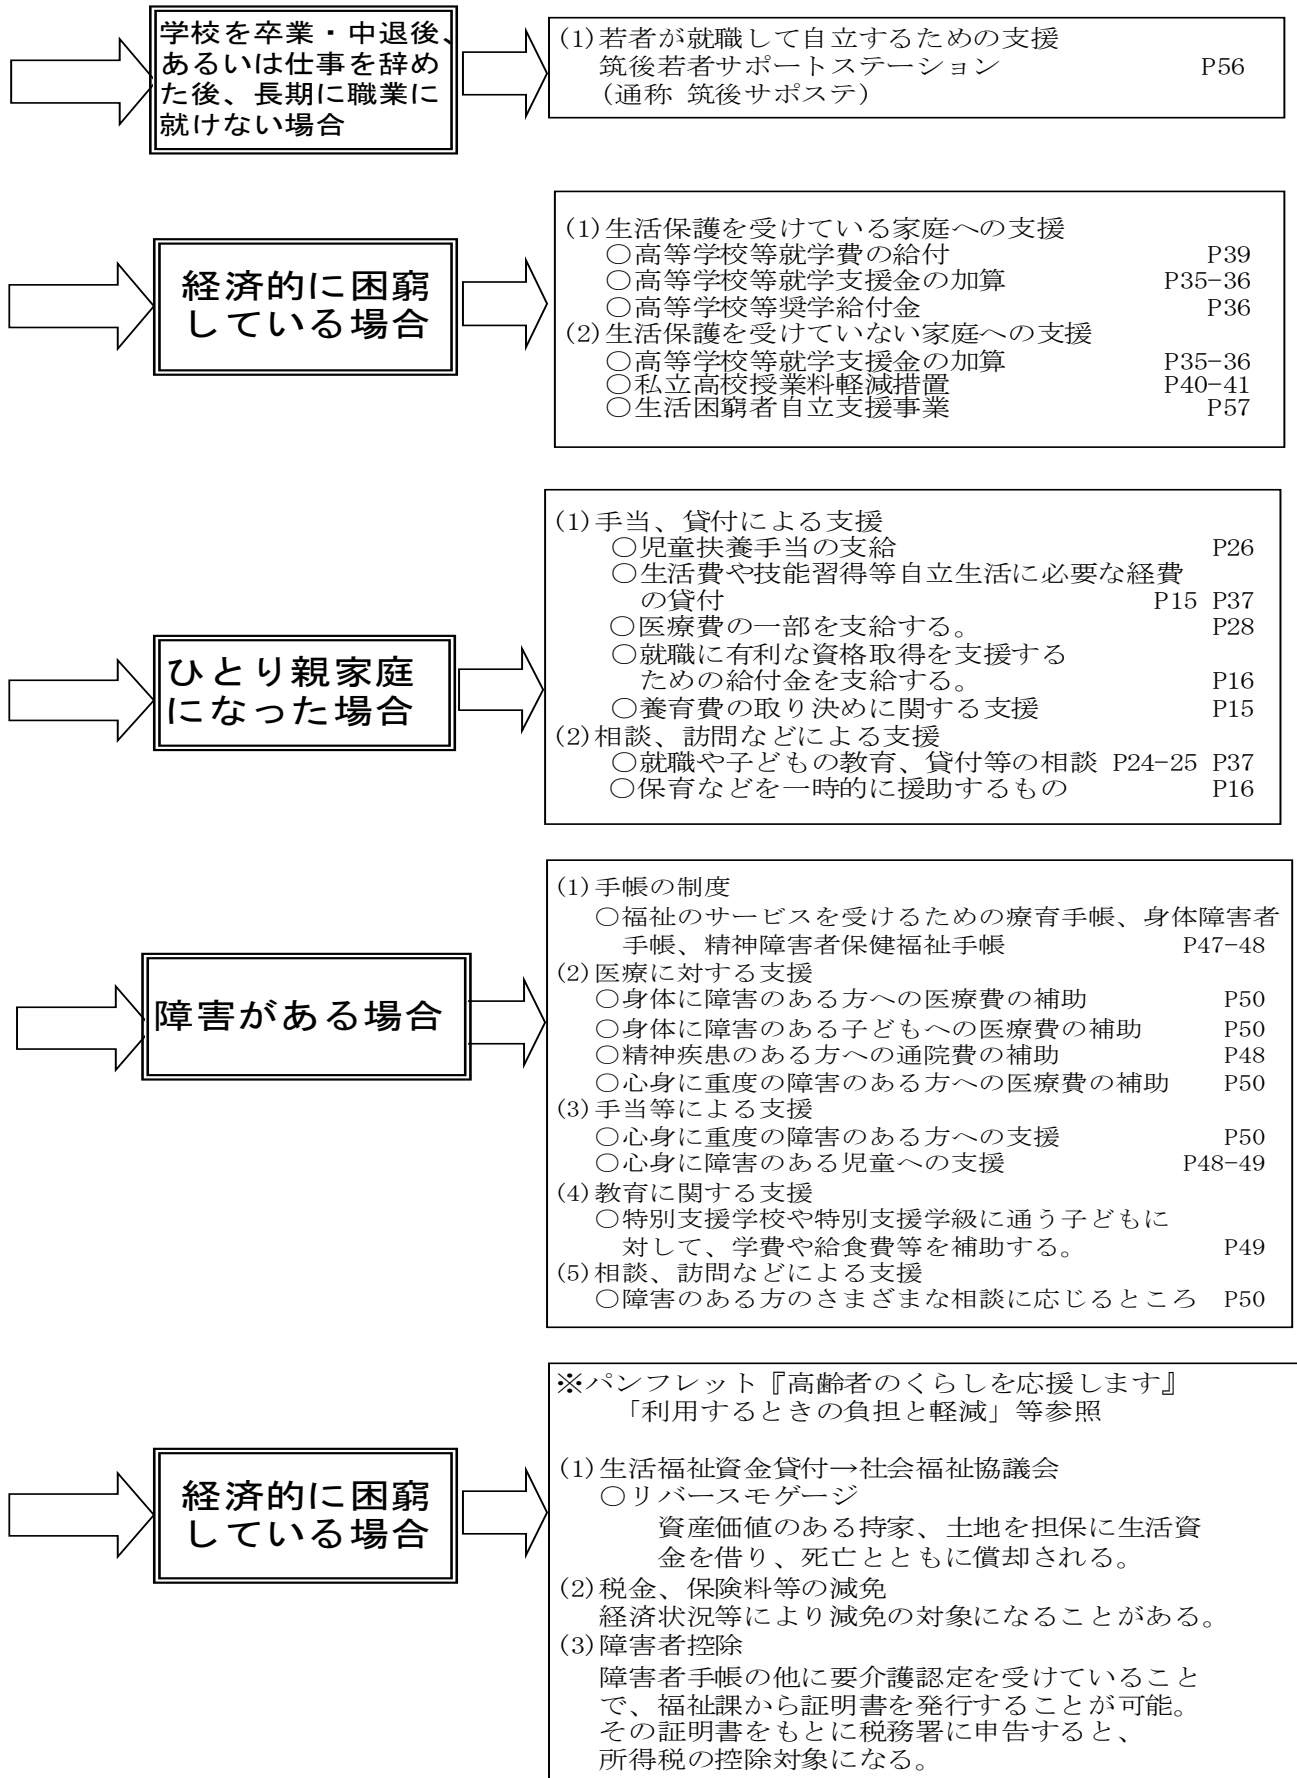 学校を卒業・中退後、
あるいは仕事を辞め
た後、長期に職業に
就けない場合
(1)若者が就職して自立するための支援
筑後若者サポートステーション P56
(通称 筑後サポステ)
経済的に困窮
している場合
(1)生活保護を受けている家庭への支援
○高等学校等就学費の給付 P39
○高等学校等就学支援金の加算 P35-36
○高等学校等奨学給付金 P36
(2)生活保護を受けていない家庭への支援
○高等学校等就学支援金の加算 P35-36
○私立高校授業料軽減措置 P40-41
○生活困窮者自立支援事業 P57
ひとり親家庭
になった場合
(1)手当、貸付による支援
○児童扶養手当の支給 P26
○生活費や技能習得等自立生活に必要な経費
の貸付 P15 P37
○医療費の一部を支給する。 P28
○就職に有利な資格取得を支援する
ための給付金を支給する。 P16
○養育費の取り決めに関する支援 P15
(2)相談、訪問などによる支援
○就職や子どもの教育、貸付等の相談 P24-25 P37
○保育などを一時的に援助するもの P16
障害がある場合
(1)手帳の制度
○福祉のサービスを受けるための療育手帳、身体障害者
手帳、精神障害者保健福祉手帳 P47-48
(2)医療に対する支援
○身体に障害のある方への医療費の補助 P50
○身体に障害のある子どもへの医療費の補助 P50
○精神疾患のある方への通院費の補助 P48
○心身に重度の障害のある方への医療費の補助 P50
(3)手当等による支援
○心身に重度の障害のある方への支援 P50
○心身に障害のある児童への支援 P48-49
(4)教育に関する支援
○特別支援学校や特別支援学級に通う子どもに
対して、学費や給食費等を補助する。 P49
(5)相談、訪問などによる支援
○障害のある方のさまざまな相談に応じるところ P50
経済的に困窮
している場合
※パンフレット『高齢者のくらしを応援します』
「利用するときの負担と軽減」等参照
(1)生活福祉資金貸付→社会福祉協議会
○リバースモゲージ
資産価値のある持家、土地を担保に生活資
金を借り、死亡とともに償却される。
(2)税金、保険料等の減免
経済状況等により減免の対象になることがある。
(3)障害者控除
障害者手帳の他に要介護認定を受けていること
で、福祉課から証明書を発行することが可能。
その証明書をもとに税務署に申告すると、
所得税の控除対象になる。